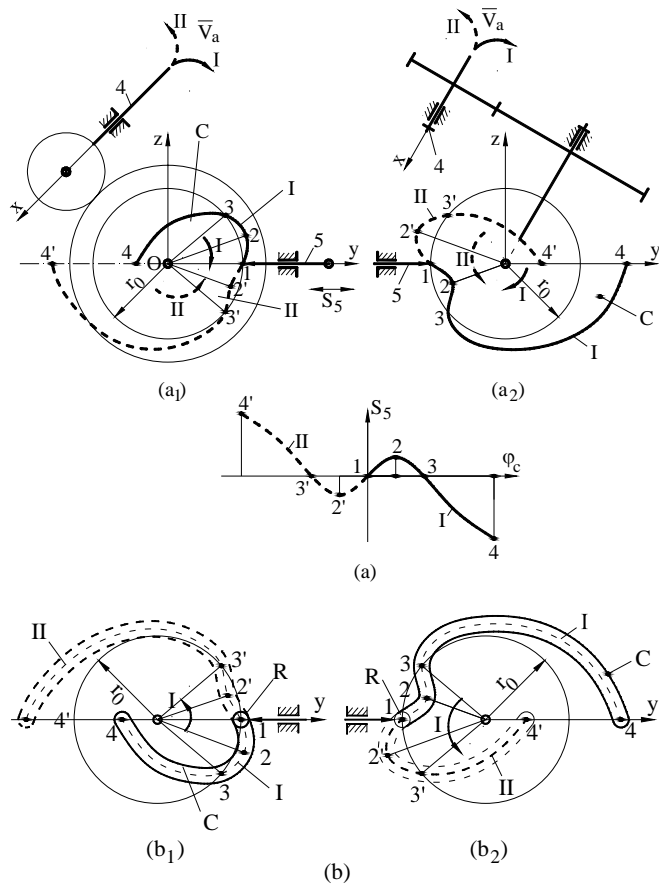 II V̅a I
4
z
C
I
3
2
x
4' 4 O 1 5 y
2'
I
r0
II
3'
II
S5
(a1)
II V̅a I
z
x
4
II 3'
2'
II
1
5
2
3
4'
4 y
I
r0
C
I
(a2)
4'
S5
II
1 2
3
φc
3'
2'
I
4
(a)
II
r0
3'
2'
R
I
y
4' 4 1
2
3
C
I
(b1)
I
3
r0
C
R
2
1
y
4
I
4'
2'
3'
II
(b2)
(b)